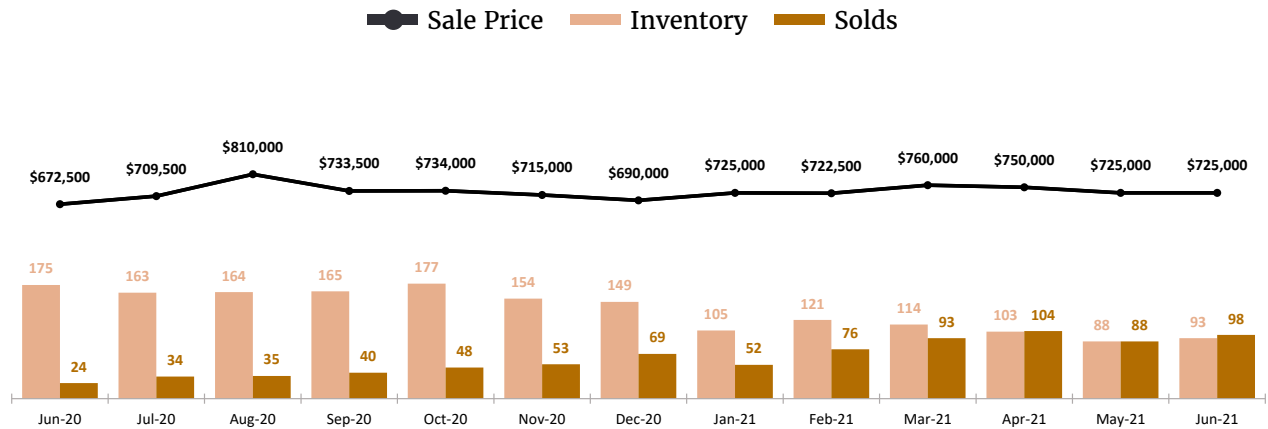 Sale Price Inventory Solds
$672,500 $709,500 $810,000 $733,500 $734,000 $715,000 $690,000 $725,000 $722,500 $760,000 $750,000 $725,000 $725,000
175 163 164 165 177 154 149 105 121 114 103 88 93
24 34 35 40 48 53 69 52 76 93 104 88 98
Jun-20 Jul-20 Aug-20 Sep-20 Oct-20 Nov-20 Dec-20 Jan-21 Feb-21 Mar-21 Apr-21 May-21 Jun-21